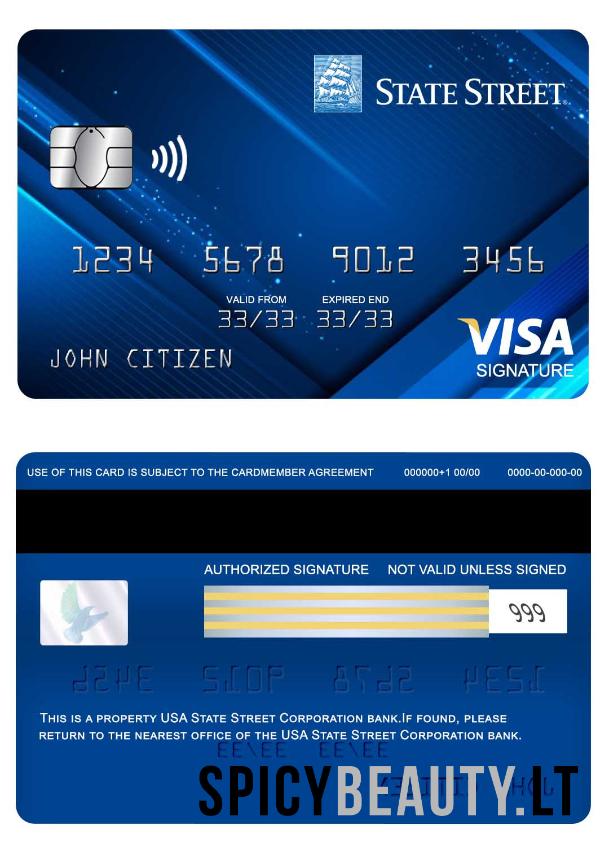 STATE STREET
1234 5678 9012 3456
VALID FROM EXPIRED END
33/33 33/33
JOHN CITIZEN
VISA
SIGNATURE
USE OF THIS CARD IS SUBJECT TO THE CARDMEMBER AGREEMENT 000000+1 00/00 0000-00-000-00
AUTHORIZED SIGNATURE NOT VALID UNLESS SIGNED
999
THIS IS A PROPERTY USA STATE STREET CORPORATION BANK.IF FOUND, PLEASE
RETURN TO THE NEAREST OFFICE OF THE USA STATE STREET CORPORATION BANK.
SPICYBEAUTY.LT